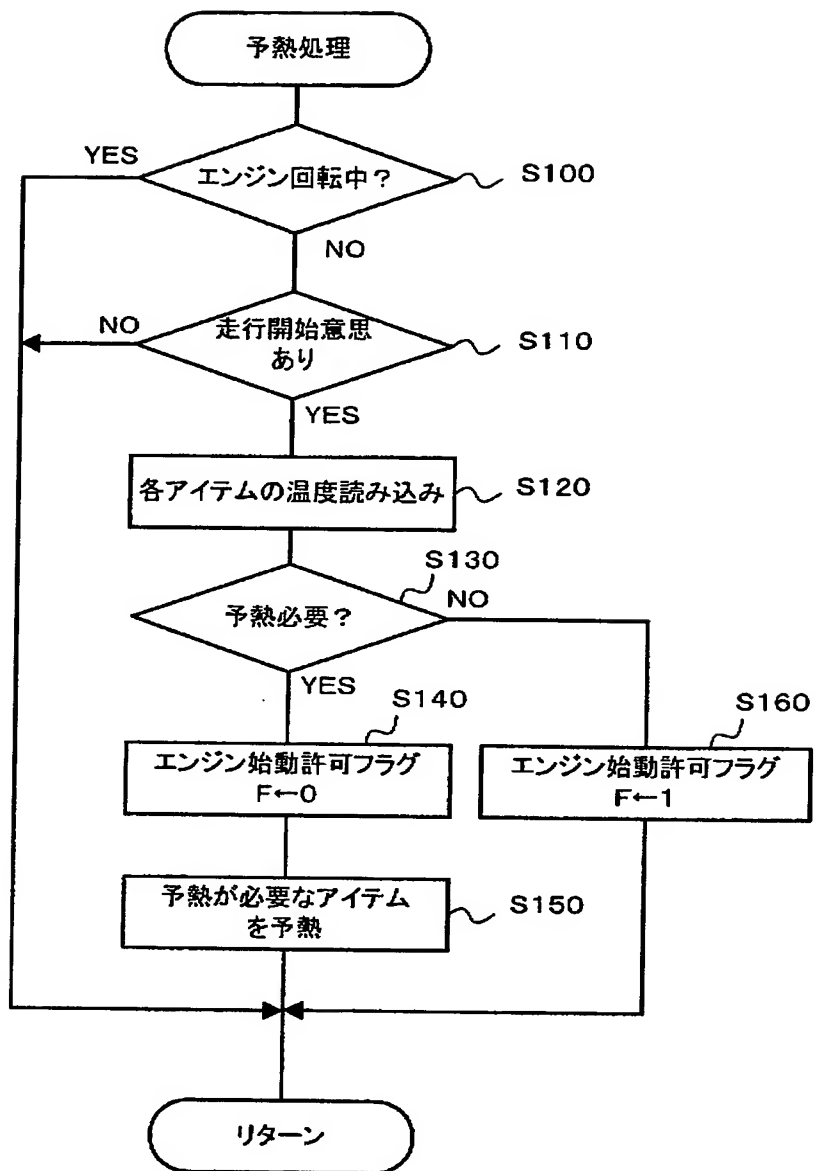 予熱処理
YES
エンジン回転中？
S100
NO
NO
走行開始意思
あり
S110
YES
各アイテムの温度読み込み
S120
S130
予熱必要？
NO
YES
S140
エンジン始動許可フラグ
F←0
S160
エンジン始動許可フラグ
F←1
予熱が必要なアイテム
を予熱
S150
リターン